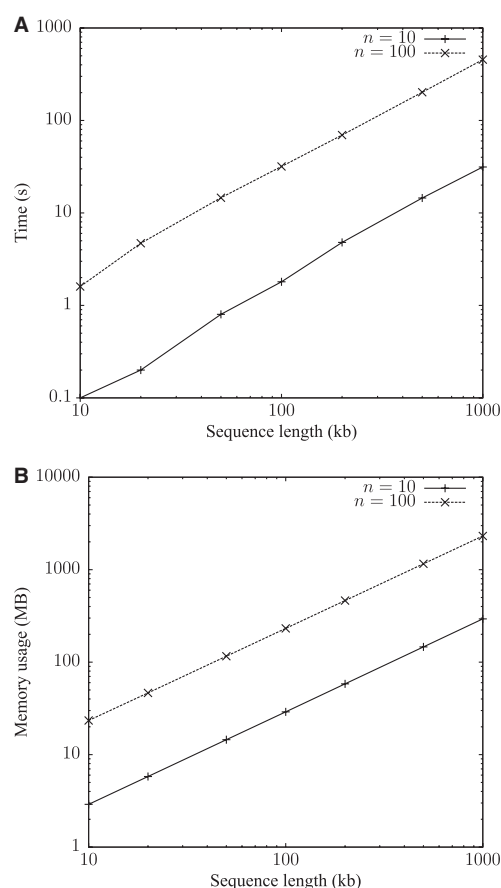 A
1000
100
10
1
0.1
Time (s)
n = 10
n = 100
10 100 1000
Sequence length (kb)
B
10000
1000
100
10
1
Memory usage (MB)
n = 10
n = 100
10 100 1000
Sequence length (kb)